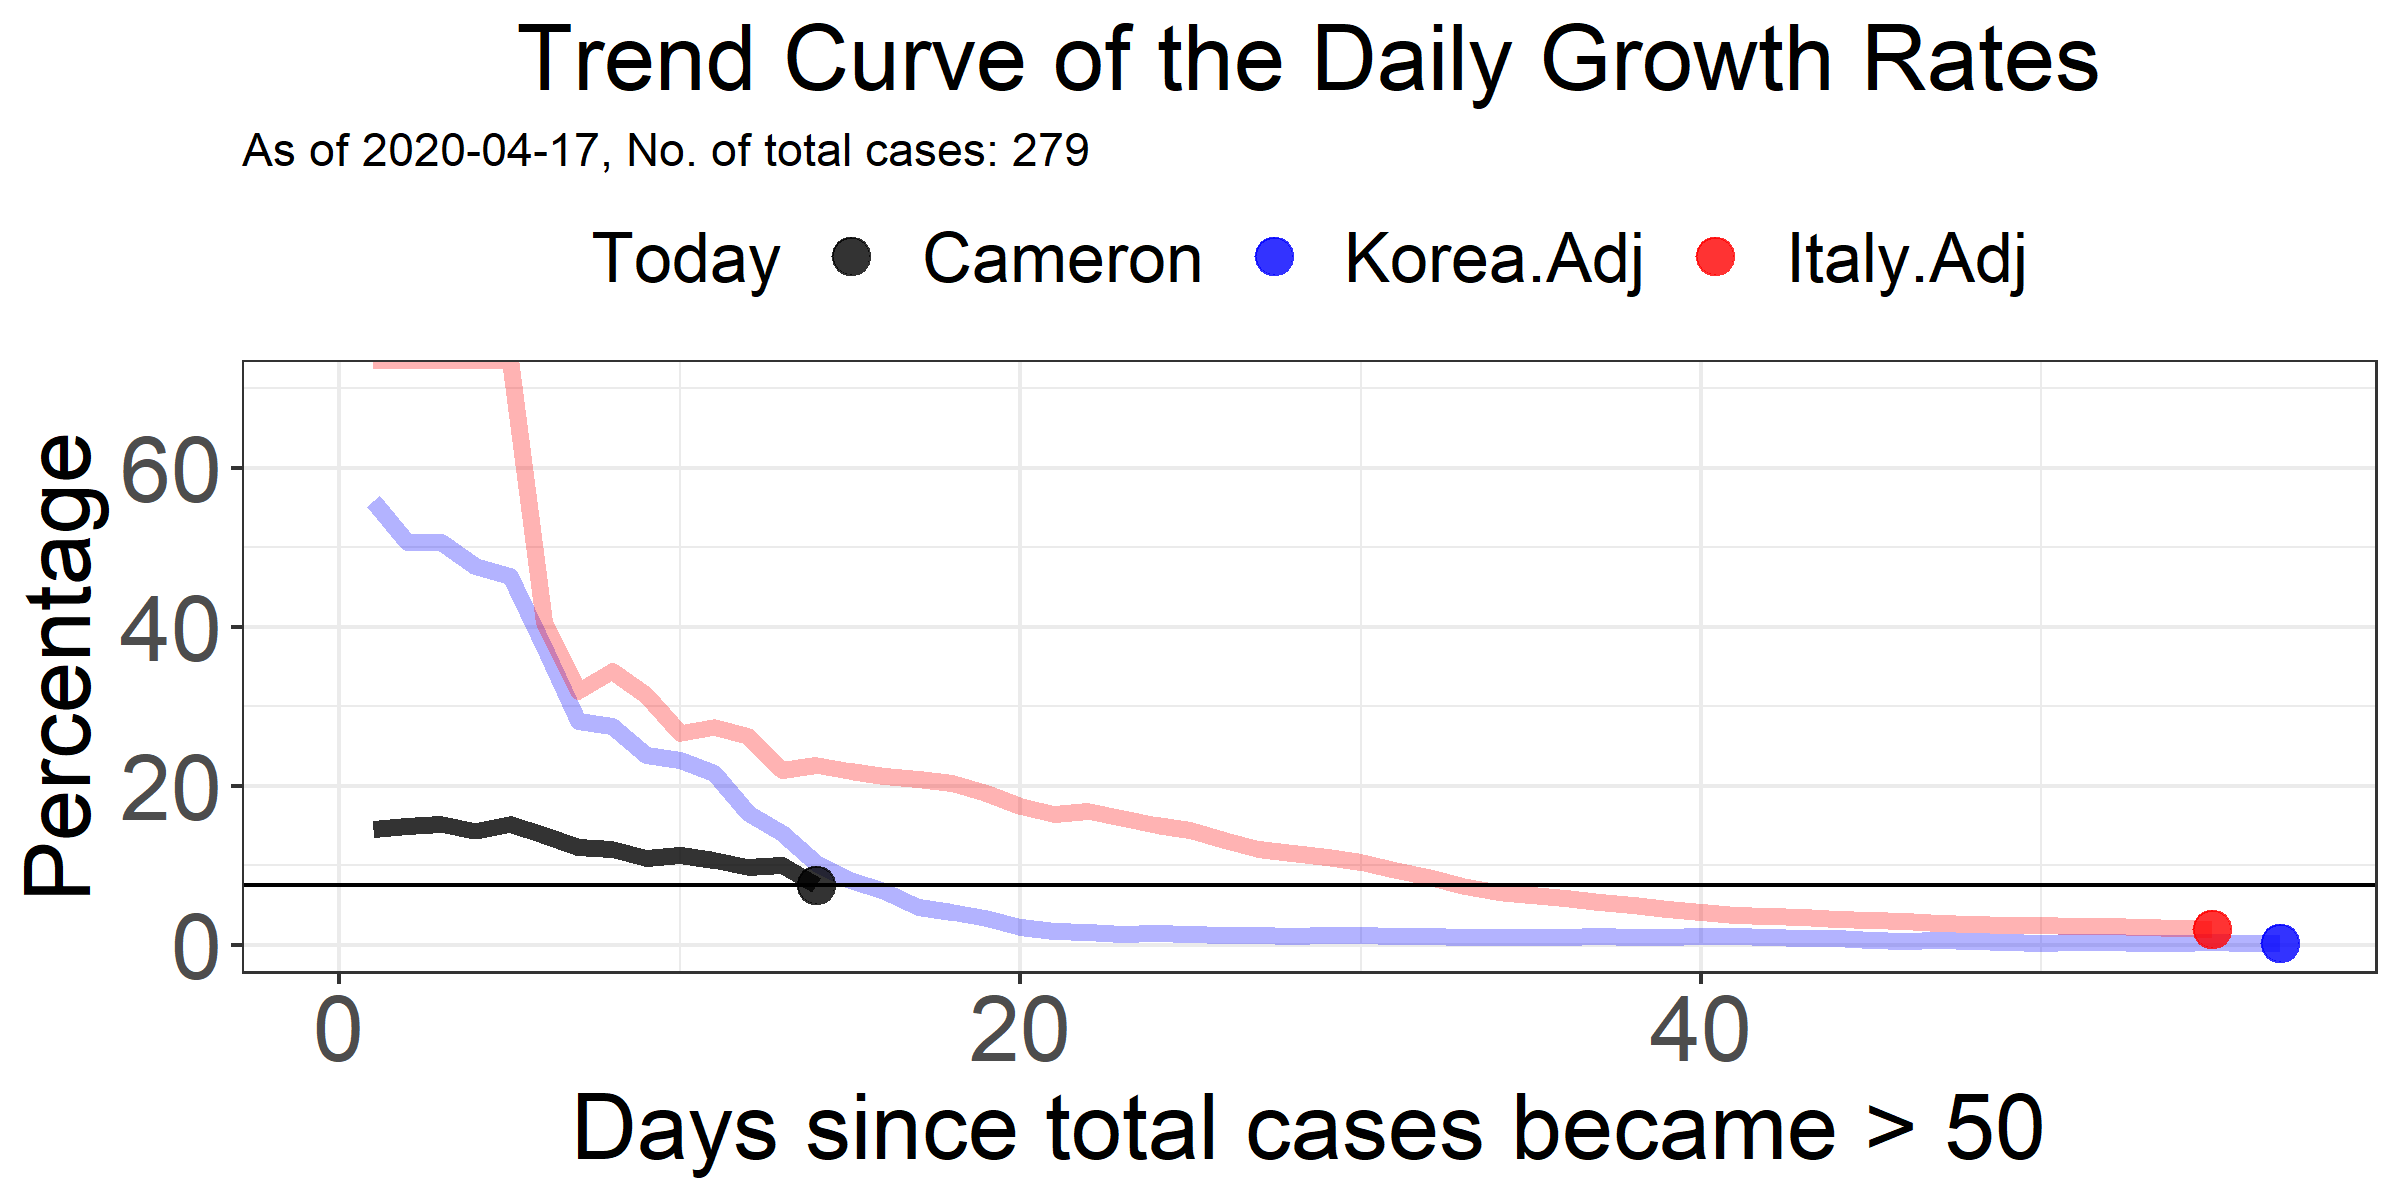 Trend Curve of the Daily Growth Rates
As of 2020-04-17, No. of total cases: 279
Today Cameron Korea.Adj Italy.Adj
Percentage
60
40
20
0
0 20 40
Days since total cases became > 50